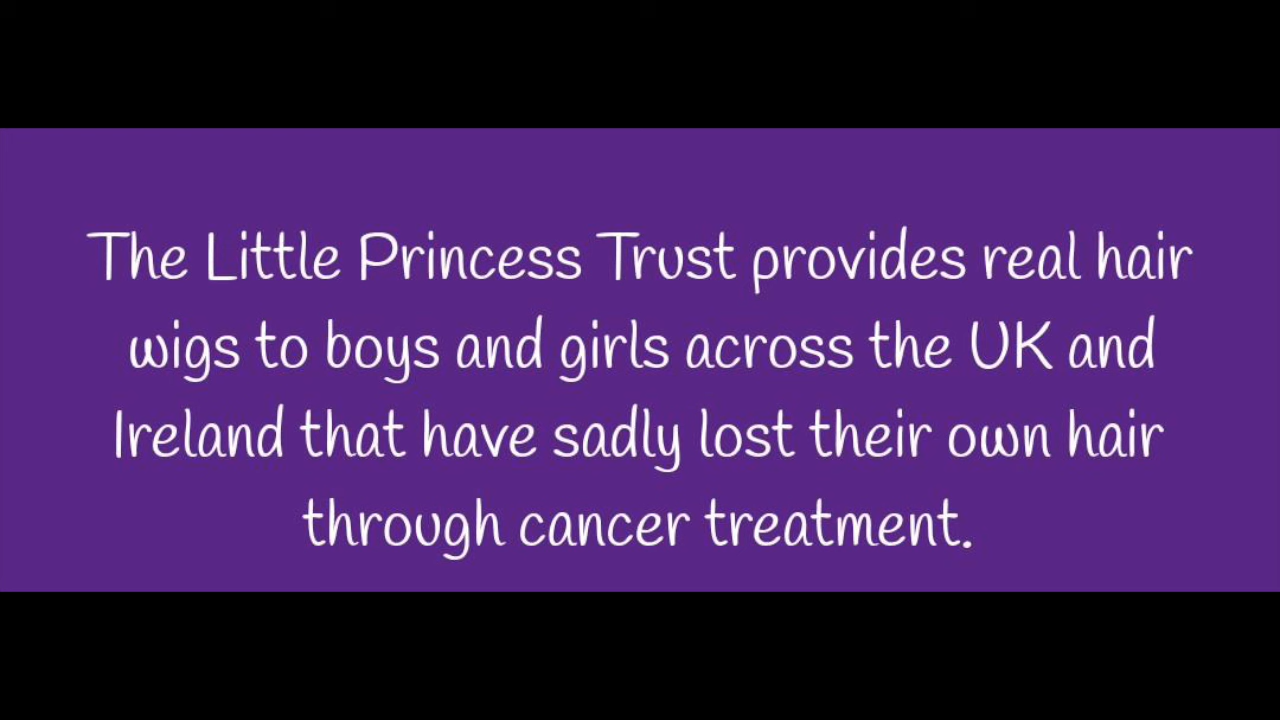 The Little Princess Trust provides real hair
wigs to boys and girls across the UK and
Ireland that have sadly lost their own hair
through cancer treatment.